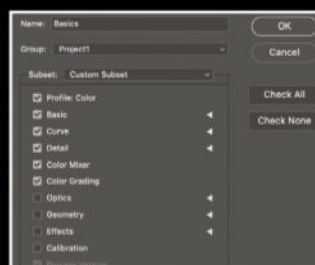 Name: Basics
OK
Group: Project1
Cancel
Subset: Custom Subset
Check All
Check None
Profile: Color
Basic
Curve
Detail
Color Mixer
Color Grading
Optics
Geometry
Effects
Calibration